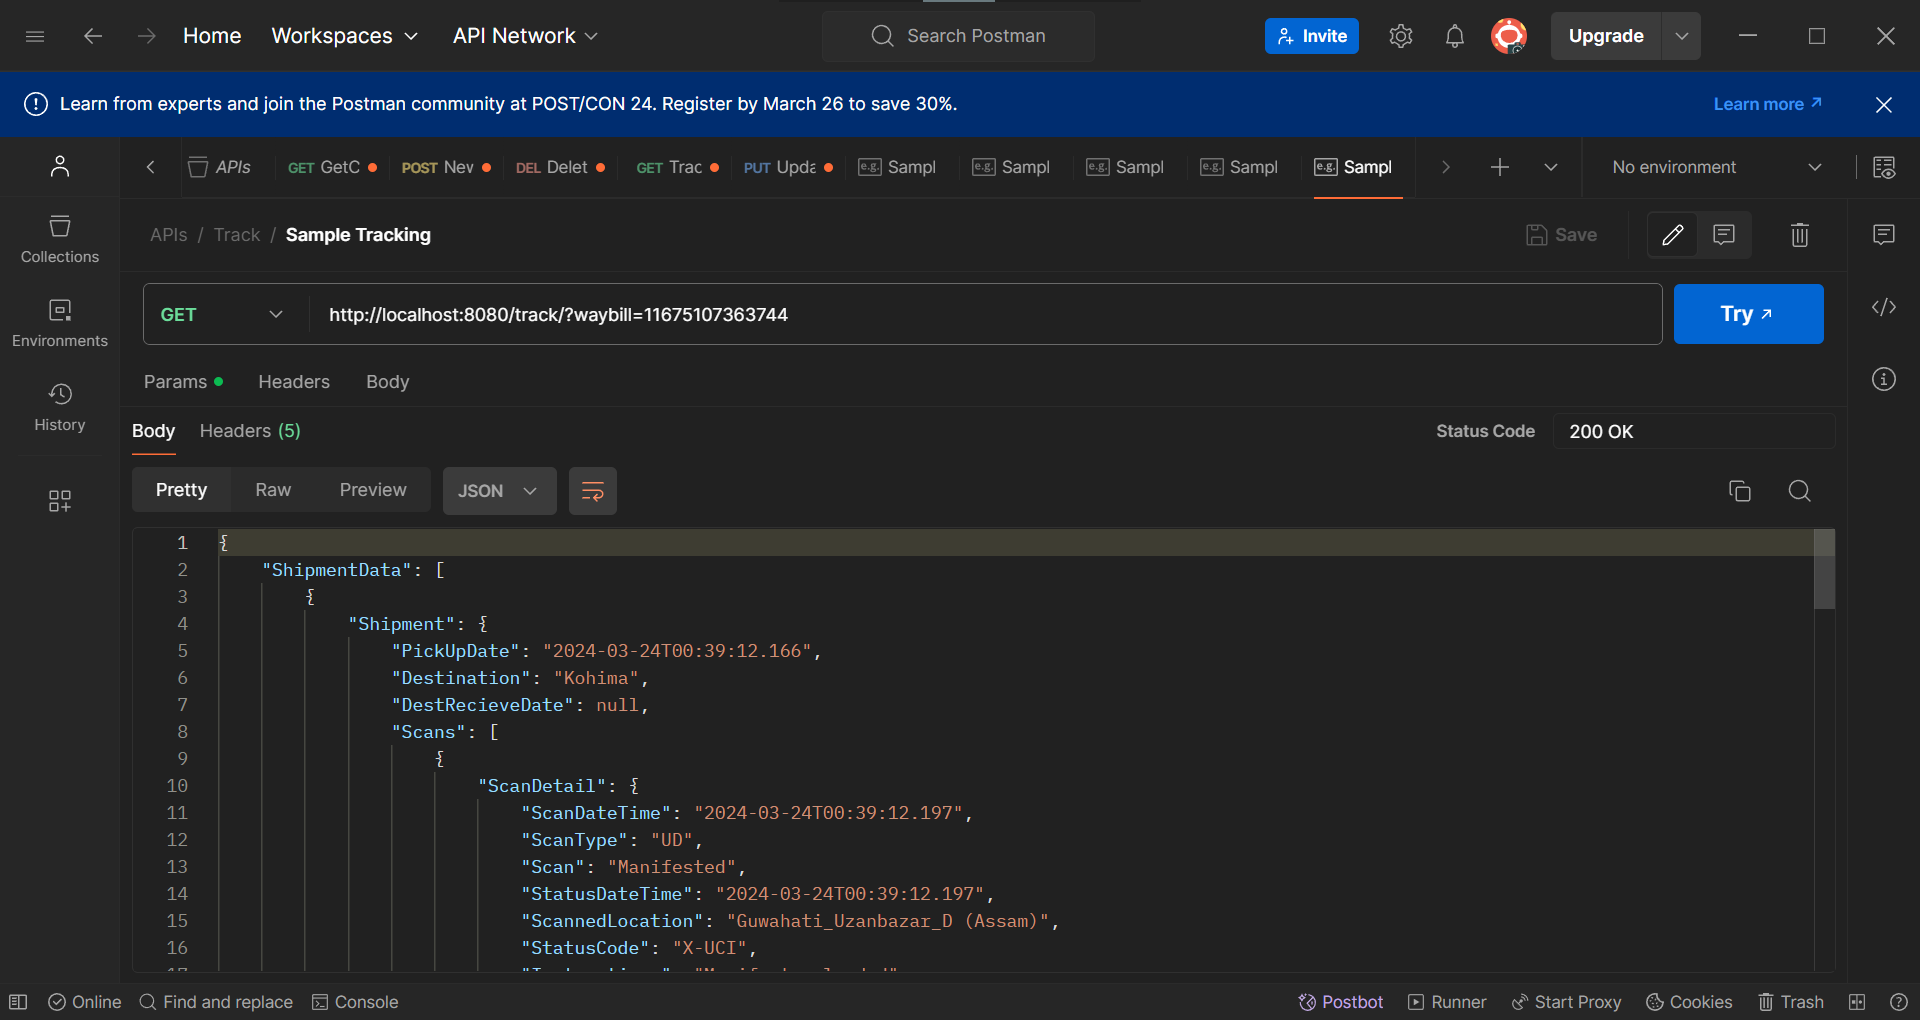 Home Workspaces API Network Search Postman Invite Upgrade
Learn from experts and join the Postman community at POST/CON 24. Register by March 26 to save 30%. Learn more
APIs GET GetC POST Nev DEL Delet GET Trac PUT Upda e.g. Sampl e.g. Sampl e.g. Sampl e.g. Sampl e.g. Sampl No environment
APIs / Track / Sample Tracking Save
Collections
Environments
History
GET http://localhost:8080/track/?waybill=11675107363744 Try
Params Headers Body
Body Headers (5) Status Code 200 OK
Pretty Raw Preview JSON
1 {
2 "ShipmentData": [
3 {
4 "Shipment": {
5 "PickUpDate": "2024-03-24T00:39:12.166",
6 "Destination": "Kohima",
7 "DestRecieveDate": null,
8 "Scans": [
9 {
10 "ScanDetail": {
11 "ScanDateTime": "2024-03-24T00:39:12.197",
12 "ScanType": "UD",
13 "Scan": "Manifested",
14 "StatusDateTime": "2024-03-24T00:39:12.197",
15 "ScannedLocation": "Guwahati_Uzanbazar_D (Assam)",
16 "StatusCode": "X-UCI",
Online Find and replace Console Postbot Runner Start Proxy Cookies Trash